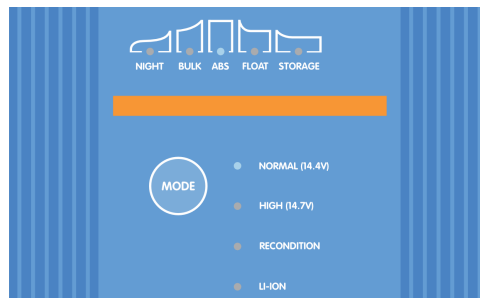 NIGHT BULK ABS FLOAT STORAGE
NORMAL (14.4V)
MODE
HIGH (14.7V)
RECONDITION
LI-ION